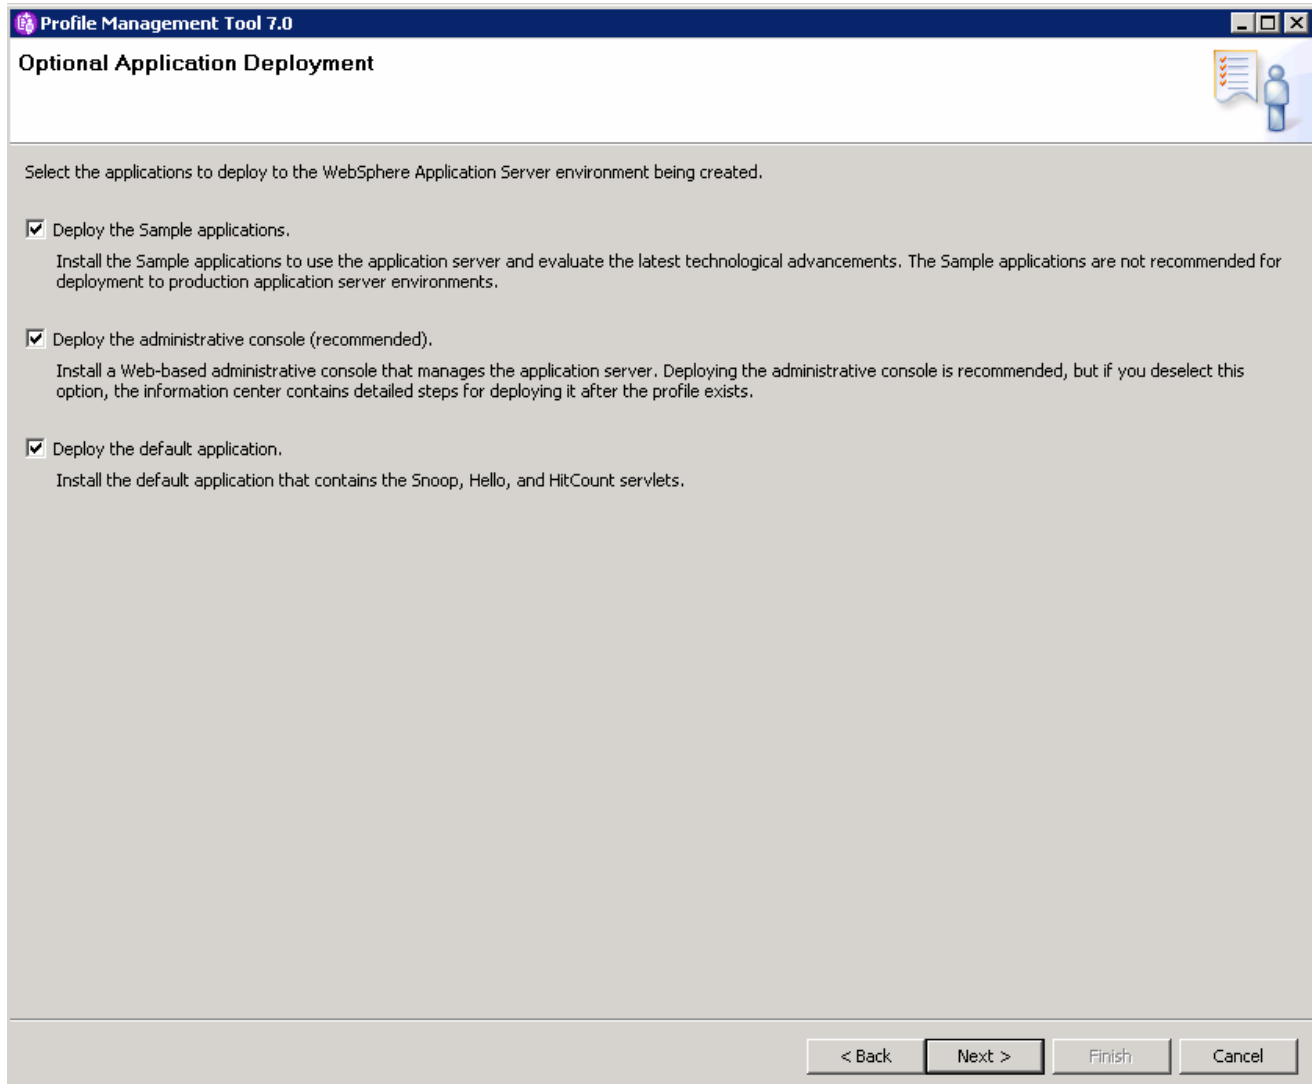 Profile Management Tool 7.0
Optional Application Deployment
Select the applications to deploy to the WebSphere Application Server environment being created.
Deploy the Sample applications.
Install the Sample applications to use the application server and evaluate the latest technological advancements. The Sample applications are not recommended for
deployment to production application server environments.
Deploy the administrative console (recommended).
Install a Web-based administrative console that manages the application server. Deploying the administrative console is recommended, but if you deselect this
option, the information center contains detailed steps for deploying it after the profile exists.
Deploy the default application.
Install the default application that contains the Snoop, Hello, and HitCount servlets.
< Back Next > Finish Cancel